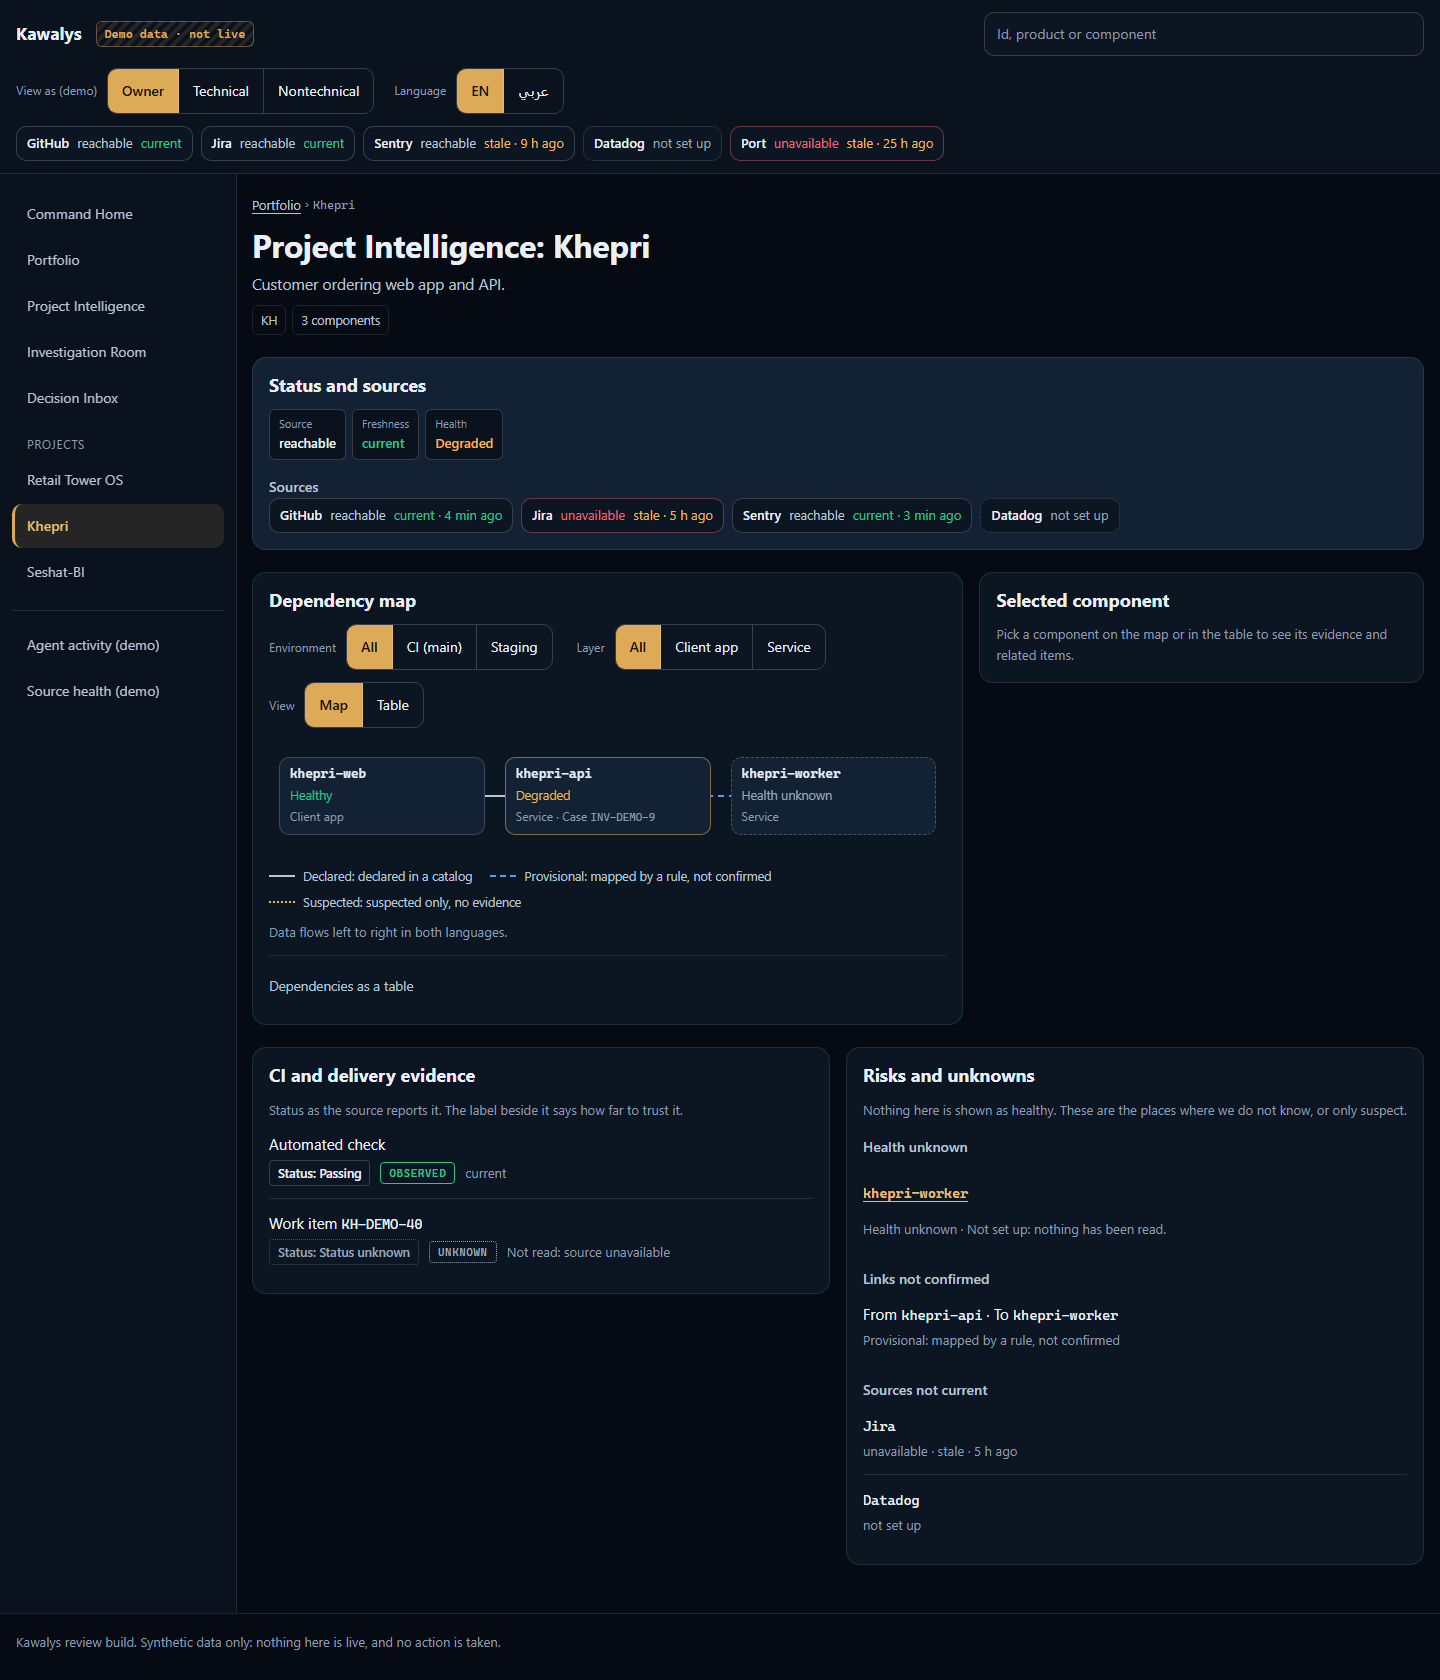 Kawalys
Demo data · not live
Id, product or component
View as (demo)
Owner
Technical
Nontechnical
Language
EN
عربي
GitHub reachable current
Jira reachable current
Sentry reachable stale · 9 h ago
Datadog not set up
Port unavailable stale · 25 h ago
Command Home
Portfolio
Project Intelligence
Investigation Room
Decision Inbox
PROJECTS
Retail Tower OS
Khepri
Seshat-BI
Agent activity (demo)
Source health (demo)
Portfolio › Khepri
Project Intelligence: Khepri
Customer ordering web app and API.
KH
3 components
Status and sources
Source
reachable
Freshness
current
Health
Degraded
Sources
GitHub reachable current · 4 min ago
Jira unavailable stale · 5 h ago
Sentry reachable current · 3 min ago
Datadog not set up
Dependency map
Environment
All
CI (main)
Staging
Layer
All
Client app
Service
View
Map
Table
khepri-web
Healthy
Client app
khepri-api
Degraded
Service · Case INV-DEMO-9
khepri-worker
Health unknown
Service
Declared: declared in a catalog
Provisional: mapped by a rule, not confirmed
Suspected: suspected only, no evidence
Data flows left to right in both languages.
Dependencies as a table
Selected component
Pick a component on the map or in the table to see its evidence and
related items.
CI and delivery evidence
Status as the source reports it. The label beside it says how far to trust it.
Automated check
Status: Passing
OBSERVED
current
Work item KH-DEMO-40
Status: Status unknown
UNKNOWN
Not read: source unavailable
Risks and unknowns
Nothing here is shown as healthy. These are the places where we do not know, or only suspect.
Health unknown
khepri-worker
Health unknown · Not set up: nothing has been read.
Links not confirmed
From khepri-api · To khepri-worker
Provisional: mapped by a rule, not confirmed
Sources not current
Jira
unavailable · stale · 5 h ago
Datadog
not set up
Kawalys review build. Synthetic data only: nothing here is live, and no action is taken.